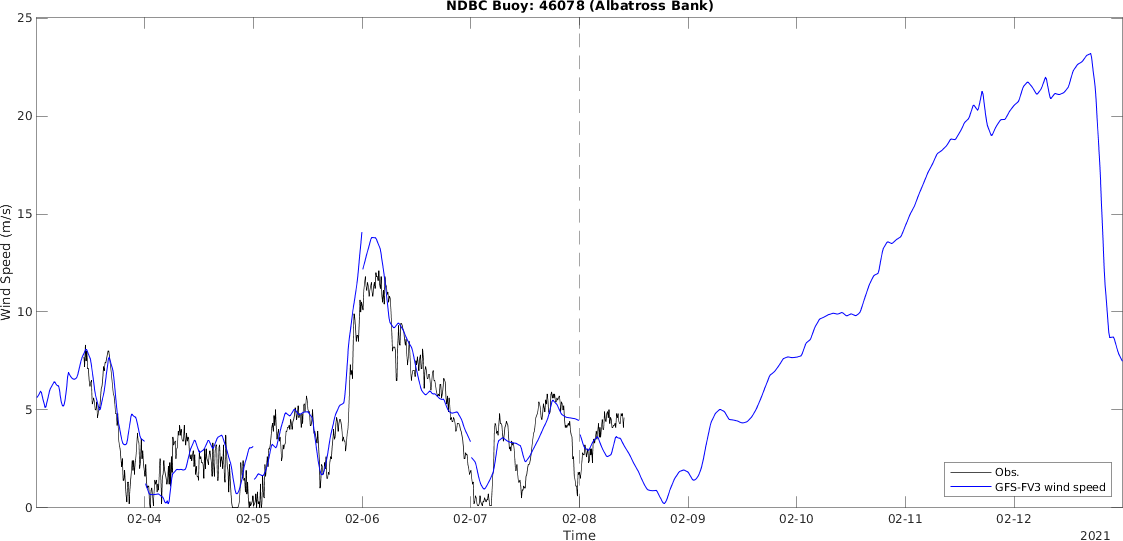 NDBC Buoy: 46078 (Albatross Bank)
25
20
15
10
5
0
Wind Speed (m/s)
02-04 02-05 02-06 02-07 02-08 02-09 02-10 02-11 02-12
Time
2021
Obs.
GFS-FV3 wind speed